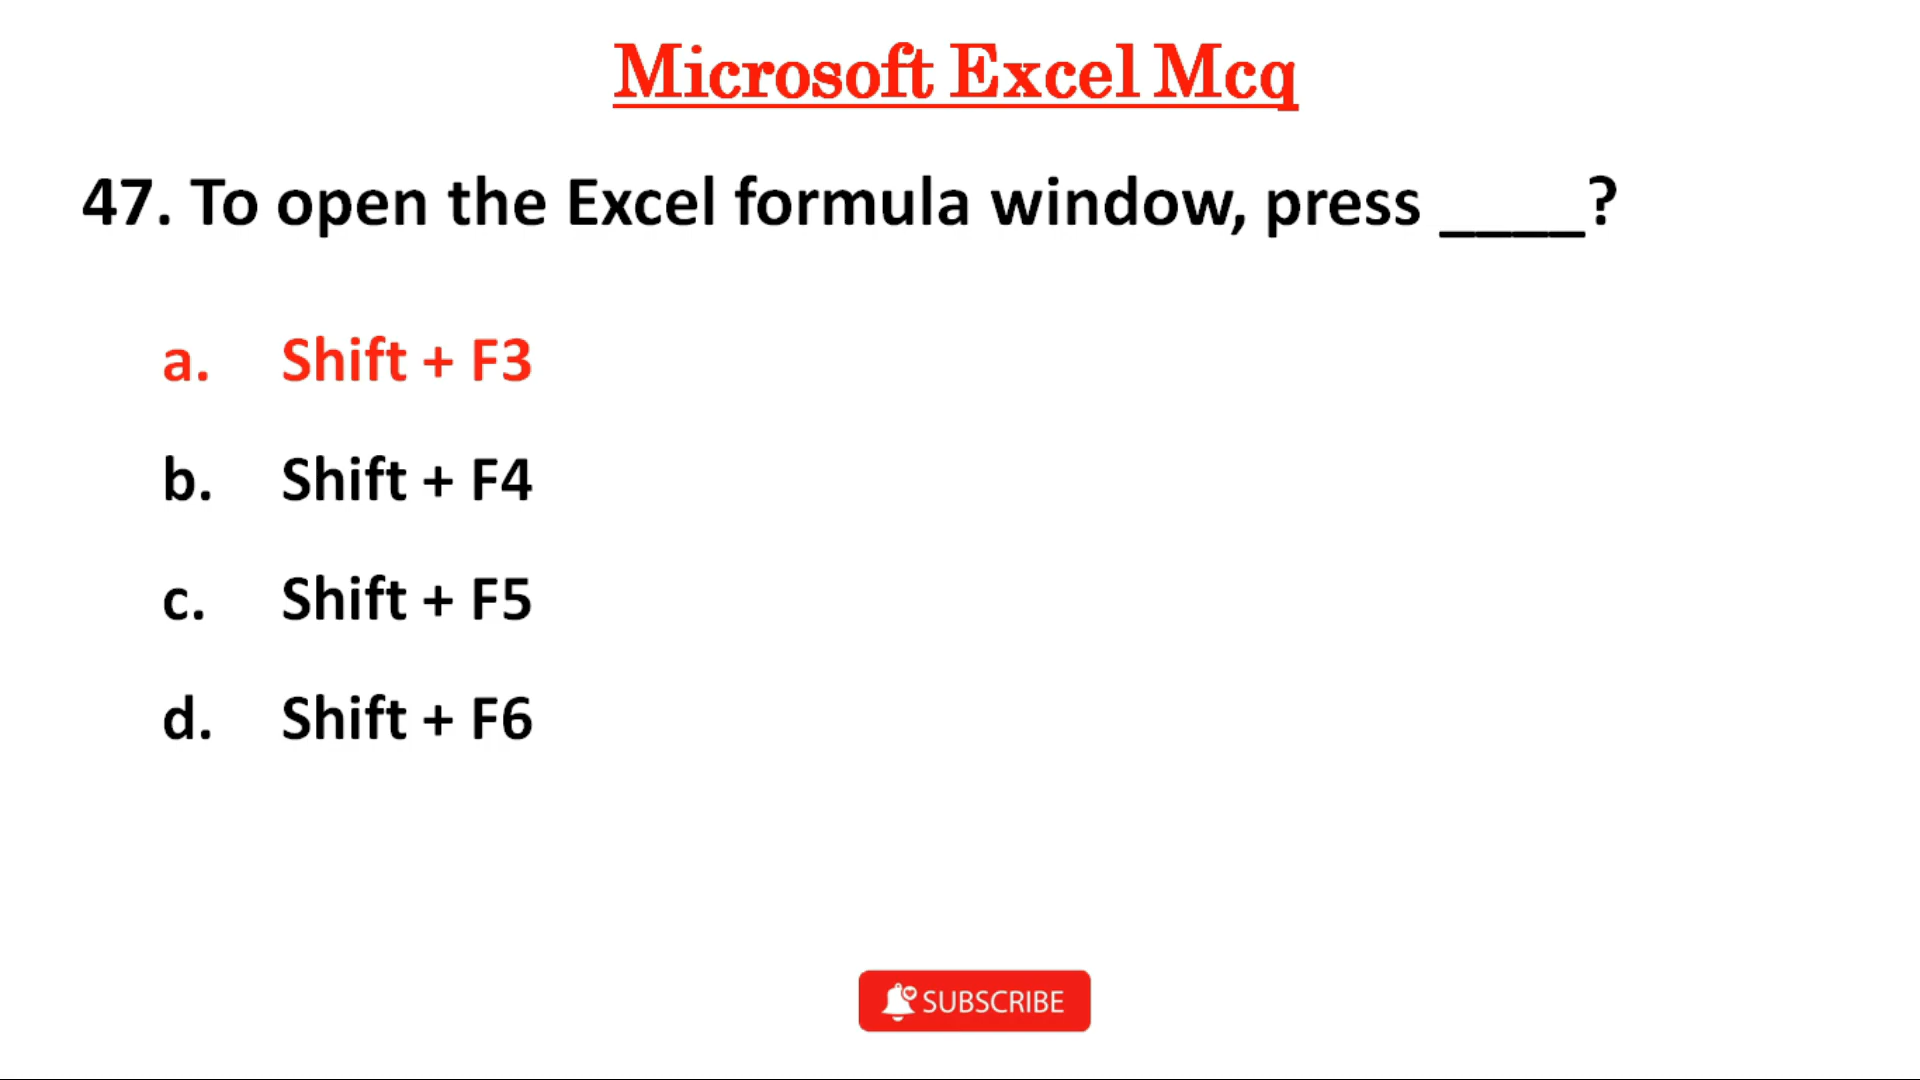 Microsoft Excel Mcq
47. To open the Excel formula window, press ____?
a. Shift + F3
b. Shift + F4
c. Shift + F5
d. Shift + F6
SUBSCRIBE